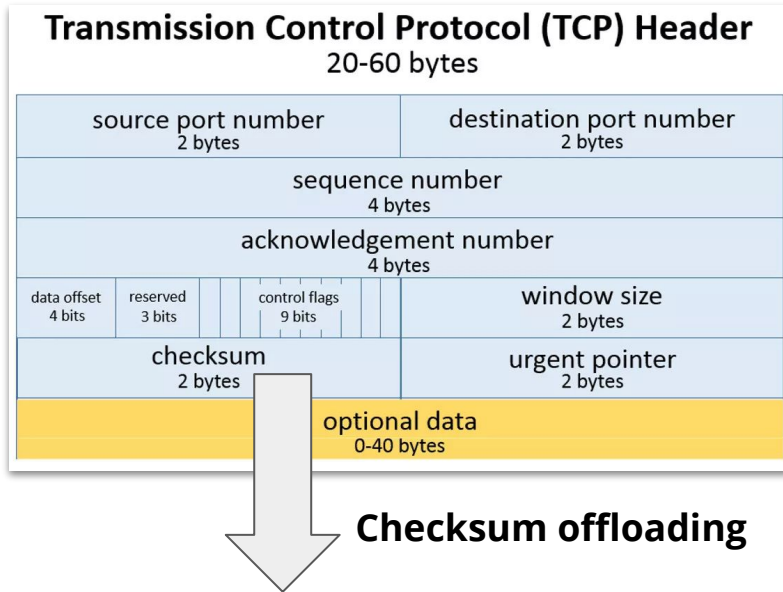 Transmission Control Protocol (TCP) Header
20-60 bytes
source port number
2 bytes
destination port number
2 bytes
sequence number
4 bytes
acknowledgement number
4 bytes
data offset
4 bits
reserved
3 bits
control flags
9 bits
window size
2 bytes
checksum
2 bytes
urgent pointer
2 bytes
optional data
0-40 bytes
Checksum offloading